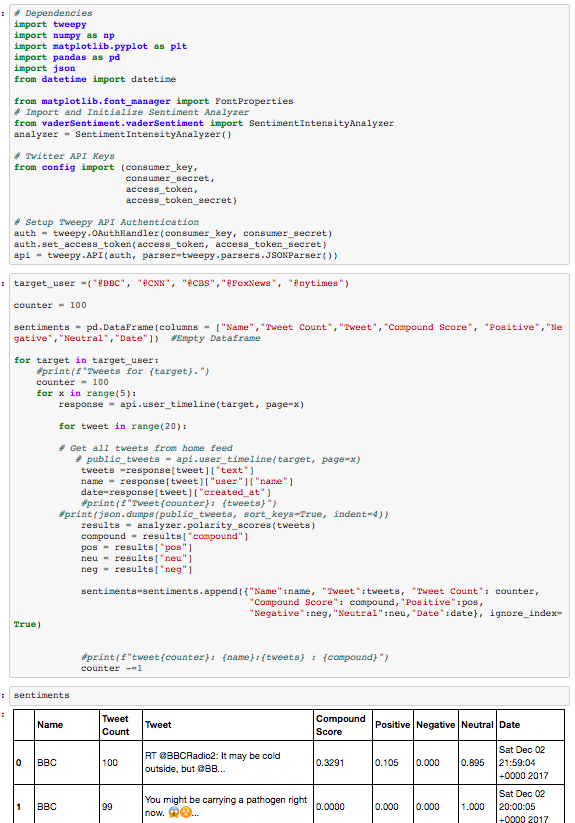 # Dependencies
import tweepy
import numpy as np
import matplotlib.pyplot as plt
import pandas as pd
import json
from datetime import datetime
from matplotlib.font_manager import FontProperties
# Import and Initialize Sentiment Analyzer
from vaderSentiment.vaderSentiment import SentimentIntensityAnalyzer
analyzer = SentimentIntensityAnalyzer()
# Twitter API Keys
from config import (consumer_key,
consumer_secret,
access_token,
access_token_secret)
# Setup Tweepy API Authentication
auth = tweepy.OAuthHandler(consumer_key, consumer_secret)
auth.set_access_token(access_token, access_token_secret)
api = tweepy.API(auth, parser=tweepy.parsers.JSONParser())
target_user =("@BBC", "@CNN", "@CBS","@FoxNews", "@nytimes")
counter = 100
sentiments = pd.DataFrame(columns = ["Name","Tweet Count","Tweet","Compound Score", "Positive","Ne
gative","Neutral","Date"])  #Empty Dataframe
for target in target_user:
#print(f"Tweets for {target}.")
counter = 100
for x in range(5):
response = api.user_timeline(target, page=x)
for tweet in range(20):
# Get all tweets from home feed
# public_tweets = api.user_timeline(target, page=x)
tweets =response[tweet]["text"]
name = response[tweet]["user"]["name"]
date=response[tweet]["created_at"]
#print(f"Tweet{counter}: {tweets}")
#print(json.dumps(public_tweets, sort_keys=True, indent=4))
results = analyzer.polarity_scores(tweets)
compound = results["compound"]
pos = results["pos"]
neu = results["neu"]
neg = results["neg"]
sentiments=sentiments.append({"Name":name, "Tweet":tweets, "Tweet Count": counter,
"Compound Score": compound,"Positive":pos,
"Negative":neg,"Neutral":neu,"Date":date}, ignore_index=
True)
#print(f"tweet{counter}: {name}:{tweets} : {compound}")
counter -=1
sentiments
Name Tweet Count Tweet Compound Score Positive Negative Neutral Date
0 BBC 100 RT @BBCRadio2: It may be cold outside, but @BB... 0.3291 0.105 0.000 0.895 Sat Dec 02 21:59:04 +0000 2017
1 BBC 99 You might be carrying a pathogen right now. 😱🤒... 0.0000 0.000 0.000 1.000 Sat Dec 02 20:00:05 +0000 2017